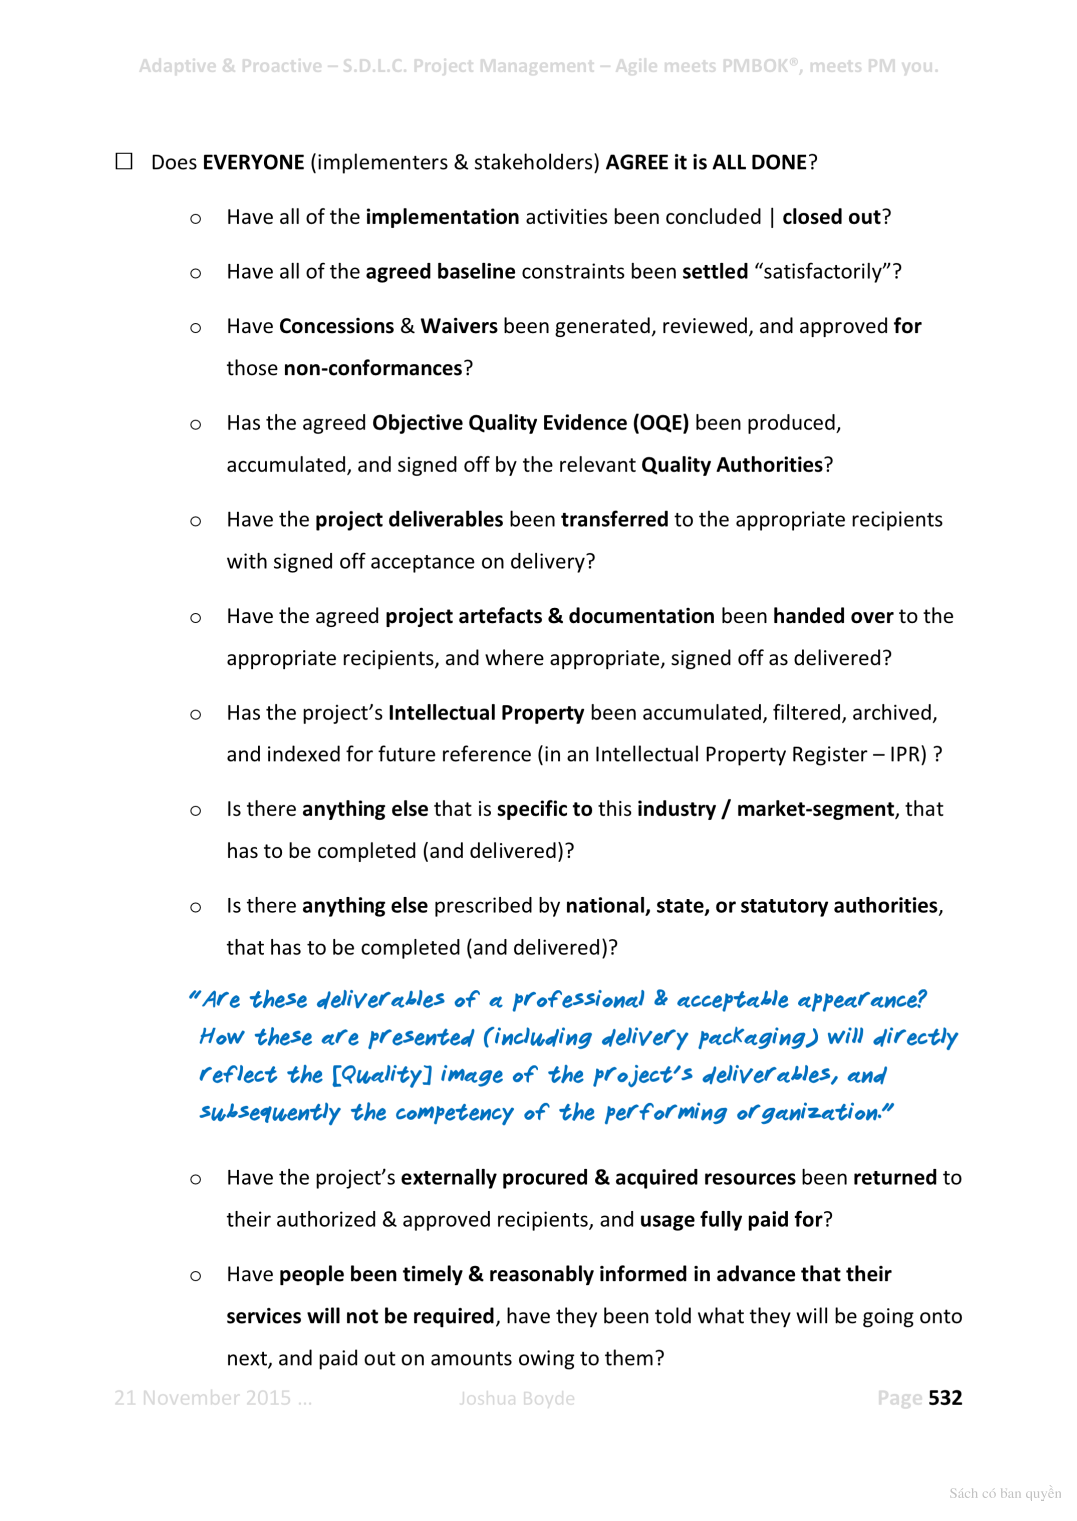 Adaptive & Proactive – S.D.L.C. Project Management – Agile meets PMBOK®, meets PM you.
☐ Does EVERYONE (implementers & stakeholders) AGREE it is ALL DONE?
o Have all of the implementation activities been concluded | closed out?
o Have all of the agreed baseline constraints been settled “satisfactorily”?
o Have Concessions & Waivers been generated, reviewed, and approved for
those non-conformances?
o Has the agreed Objective Quality Evidence (OQE) been produced,
accumulated, and signed off by the relevant Quality Authorities?
o Have the project deliverables been transferred to the appropriate recipients
with signed off acceptance on delivery?
o Have the agreed project artefacts & documentation been handed over to the
appropriate recipients, and where appropriate, signed off as delivered?
o Has the project’s Intellectual Property been accumulated, filtered, archived,
and indexed for future reference (in an Intellectual Property Register – IPR) ?
o Is there anything else that is specific to this industry / market-segment, that
has to be completed (and delivered)?
o Is there anything else prescribed by national, state, or statutory authorities,
that has to be completed (and delivered)?
“Are these deliverables of a professional & acceptable appearance?
How these are presented (including delivery packaging) will directly
reflect the [Quality] image of the project’s deliverables, and
subsequently the competency of the performing organization.”
o Have the project’s externally procured & acquired resources been returned to
their authorized & approved recipients, and usage fully paid for?
o Have people been timely & reasonably informed in advance that their
services will not be required, have they been told what they will be going onto
next, and paid out on amounts owing to them?
21 November 2015 ... Joshua Boyde Page 532
Sách có bản quyền